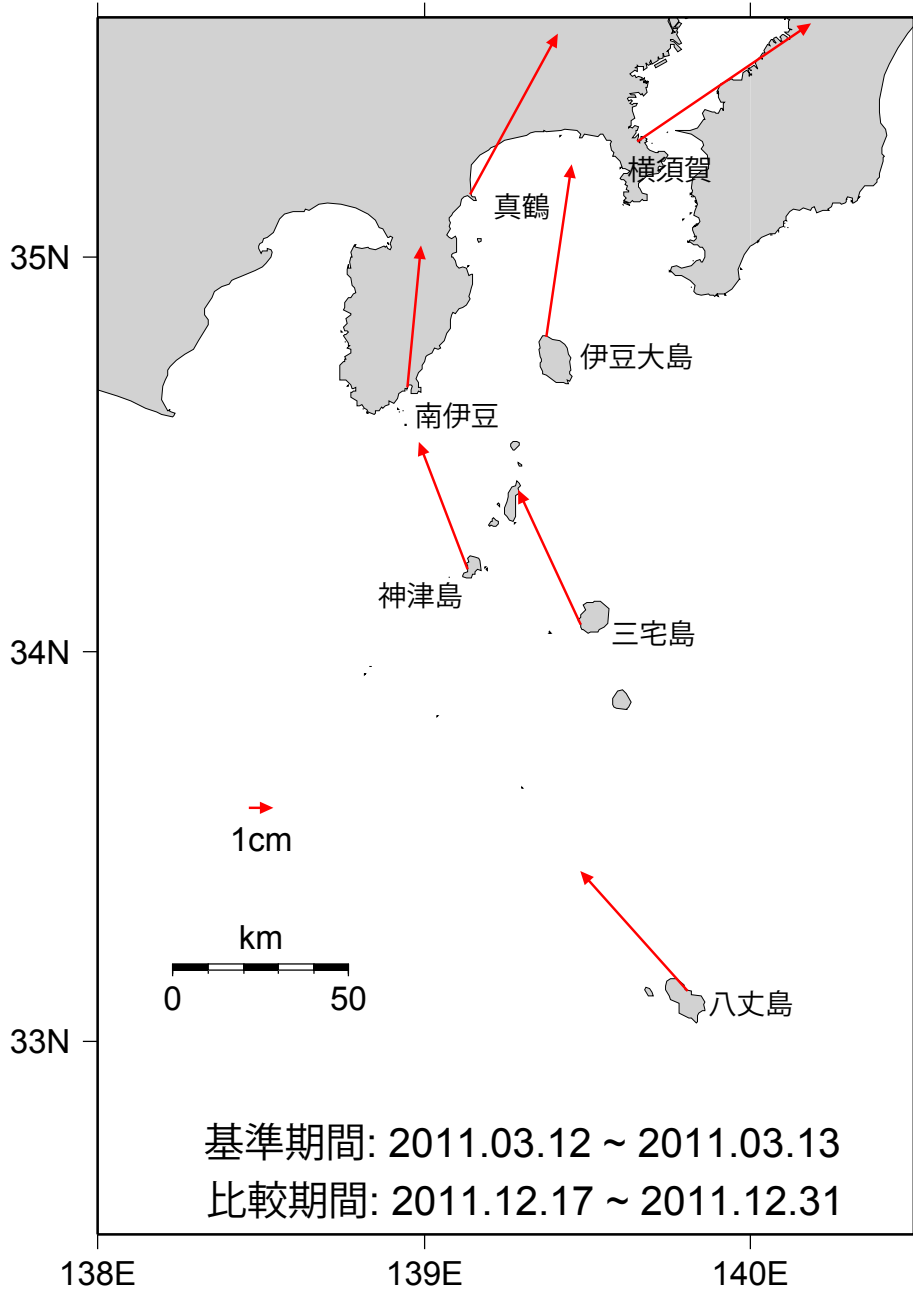 横須賀
真鶴
35N
伊豆大島
南伊豆
神津島
三宅島
34N
1cm
km
0 50
八丈島
33N
基準期間: 2011.03.12 ~ 2011.03.13
比較期間: 2011.12.17 ~ 2011.12.31
138E 139E 140E